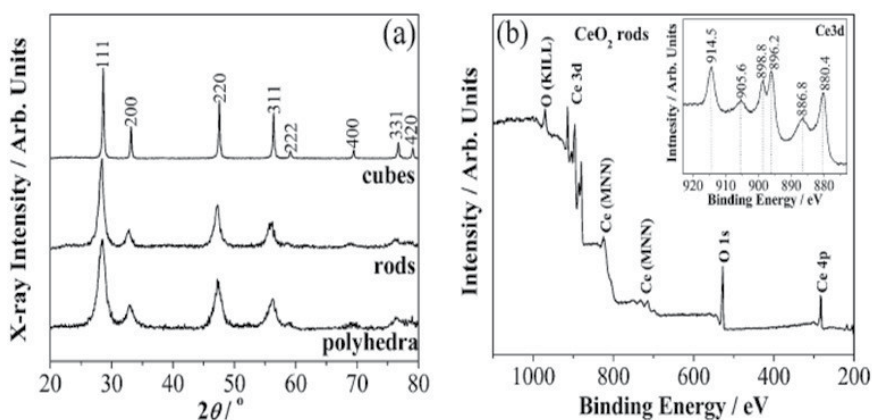 (a)
X-ray Intensity / Arb. Units
111
200
220
311
222
400
331
420
cubes
rods
polyhedra
20 30 40 50 60 70 80
2θ/ °
(b)
CeO2 rods
Intensity / Arb. Units
O (KILL)
Ce 3d
Ce (MNN)
Ce (MNN)
O 1s
Ce 4p
1000 800 600 400 200
Binding Energy / eV
Ce3d
Intnesity / Arb. Units
914.5
905.6
898.8
896.2
886.8
880.4
920 910 900 890 880
Binding Energy / eV